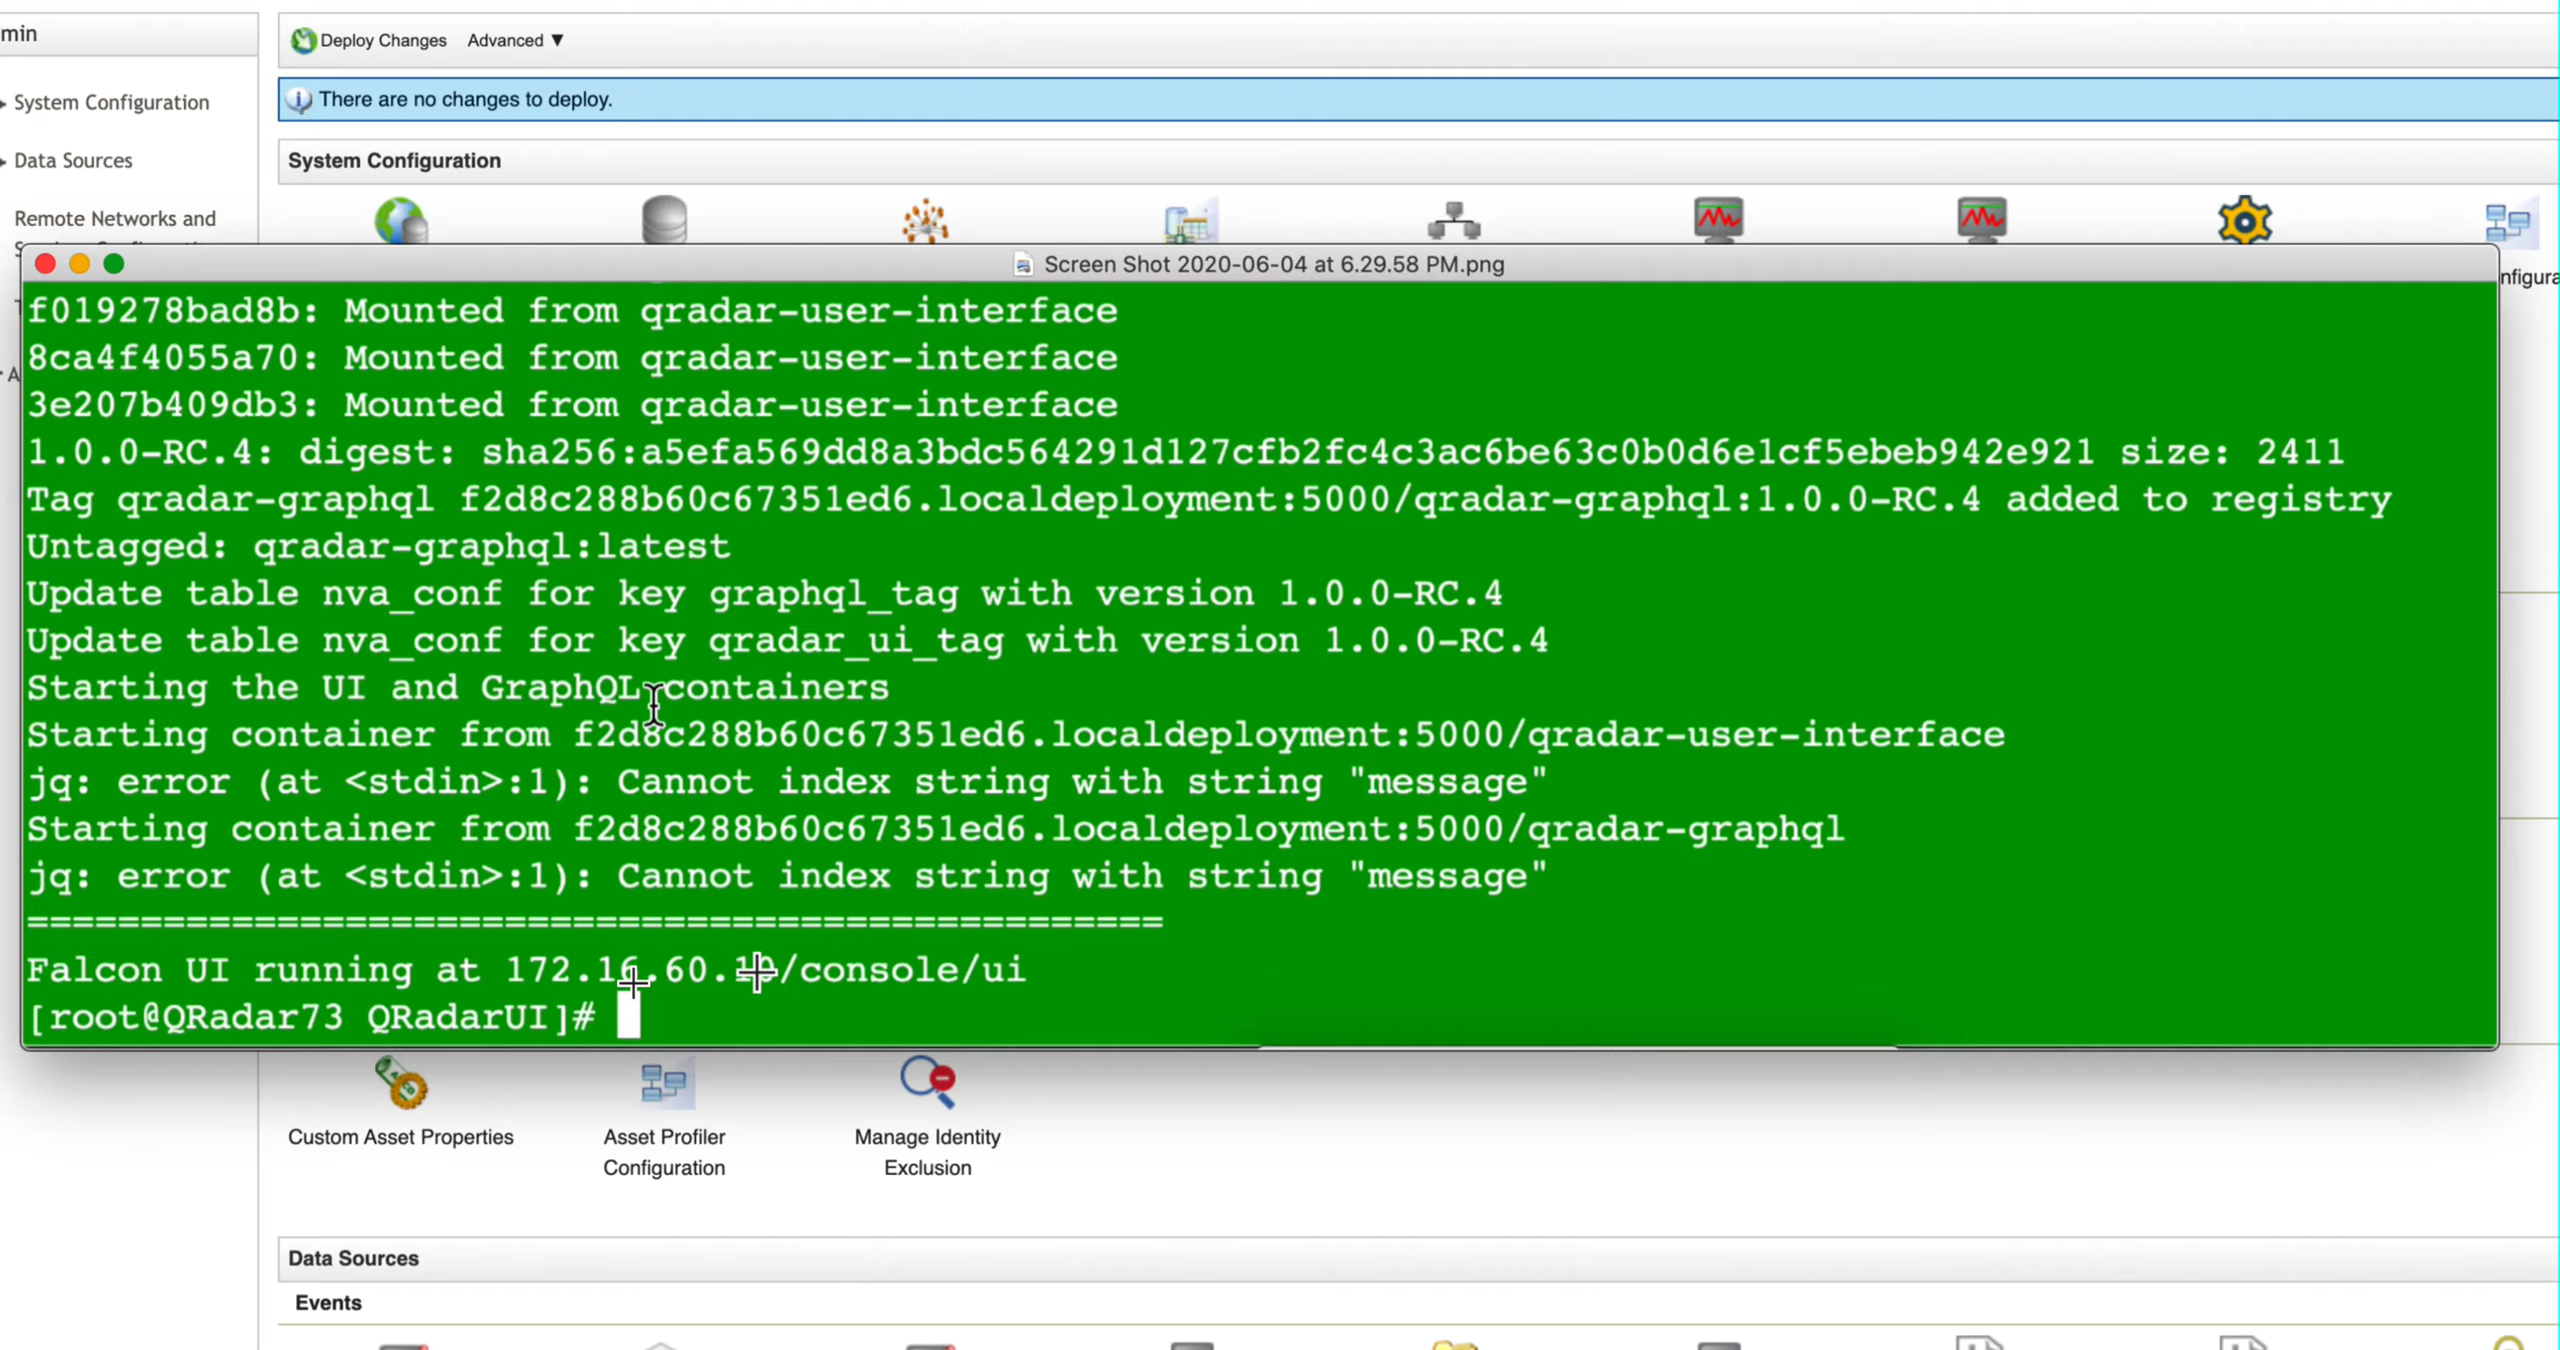 min
Deploy Changes Advanced ▼
System Configuration
There are no changes to deploy.
Data Sources
System Configuration
Remote Networks and
Screen Shot 2020-06-04 at 6.29.58 PM.png
nfigura
f019278bad8b: Mounted from qradar-user-interface
8ca4f4055a70: Mounted from qradar-user-interface
3e207b409db3: Mounted from qradar-user-interface
1.0.0-RC.4: digest: sha256:a5efa569dd8a3bdc564291d127cfb2fc4c3ac6be63c0b0d6e1cf5ebeb942e921 size: 2411
Tag qradar-graphql f2d8c288b60c67351ed6.localdeployment:5000/qradar-graphql:1.0.0-RC.4 added to registry
Untagged: qradar-graphql:latest
Update table nva_conf for key graphql_tag with version 1.0.0-RC.4
Update table nva_conf for key qradar_ui_tag with version 1.0.0-RC.4
Starting the UI and GraphQL containers
Starting container from f2d8c288b60c67351ed6.localdeployment:5000/qradar-user-interface
jq: error (at <stdin>:1): Cannot index string with string "message"
Starting container from f2d8c288b60c67351ed6.localdeployment:5000/qradar-graphql
jq: error (at <stdin>:1): Cannot index string with string "message"
==================================================
Falcon UI running at
[root@QRadar73 QRadarUI]#
Custom Asset Properties
Asset Profiler
Configuration
Manage Identity
Exclusion
Data Sources
Events